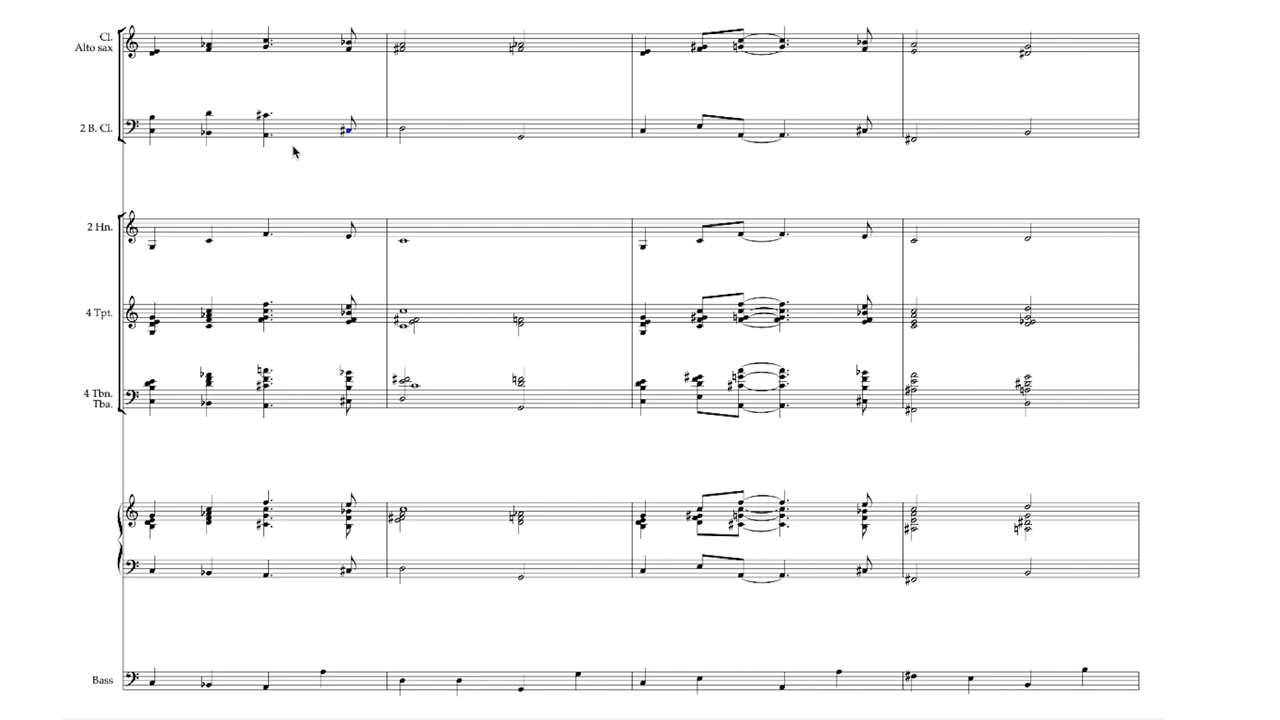 Cl.
Alto sax
2 B. Cl.
2 Hn.
4 Tpt.
4 Tbn.
Tba.
Bass